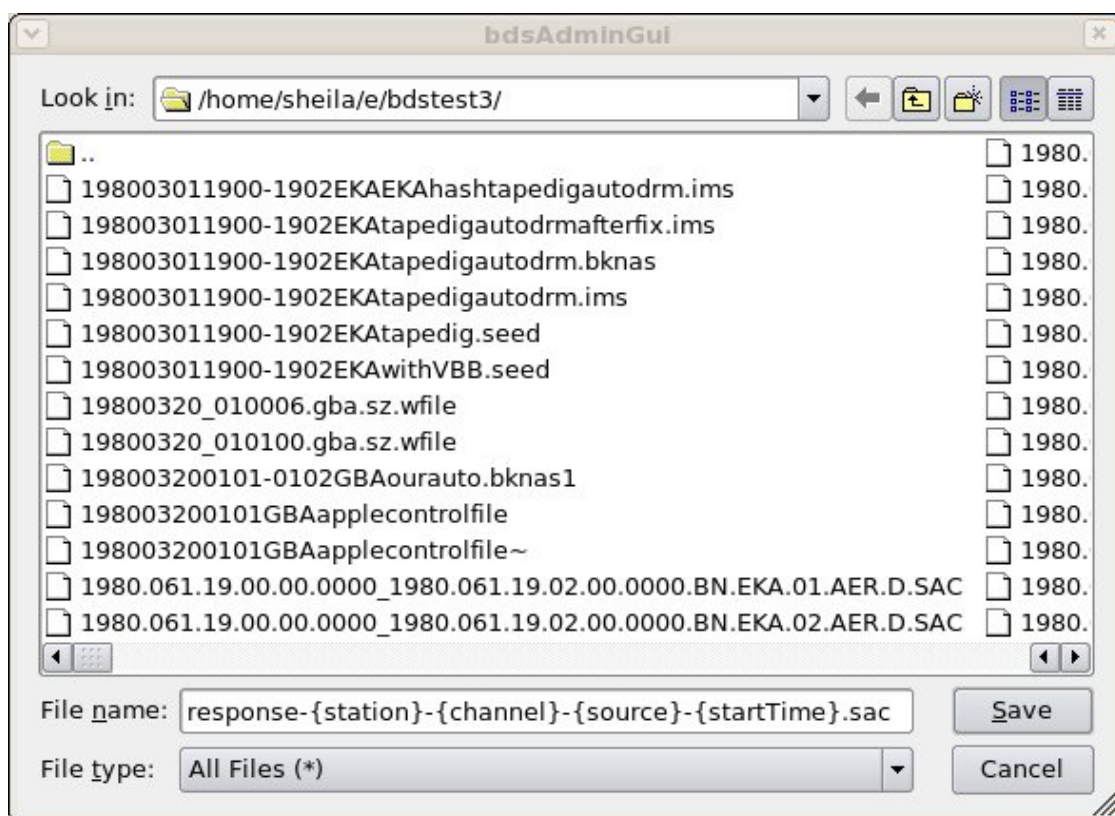 bdsAdminGui
Look in: /home/sheila/e/bdstest3/
..
198003011900-1902EKAEKAhashtapedigautodrm.ims
198003011900-1902EKAtapedigautodrmafterfix.ims
198003011900-1902EKAtapedigautodrm.bknas
198003011900-1902EKAtapedigautodrm.ims
198003011900-1902EKAtapedig.seed
198003011900-1902EKAwithVBB.seed
19800320_010006.gba.sz.wfile
19800320_010100.gba.sz.wfile
198003200101-0102GBAourauto.bknas1
198003200101GBAapplecontrolfile
198003200101GBAapplecontrolfile~
1980.061.19.00.00.0000_1980.061.19.02.00.0000.BN.EKA.01.AER.D.SAC
1980.061.19.00.00.0000_1980.061.19.02.00.0000.BN.EKA.02.AER.D.SAC
1980.
1980.
1980.
1980.
1980.
1980.
1980.
1980.
1980.
1980.
1980.
1980.
1980.
1980.
File name: response-{station}-{channel}-{source}-{startTime}.sac Save
File type: All Files (*) Cancel